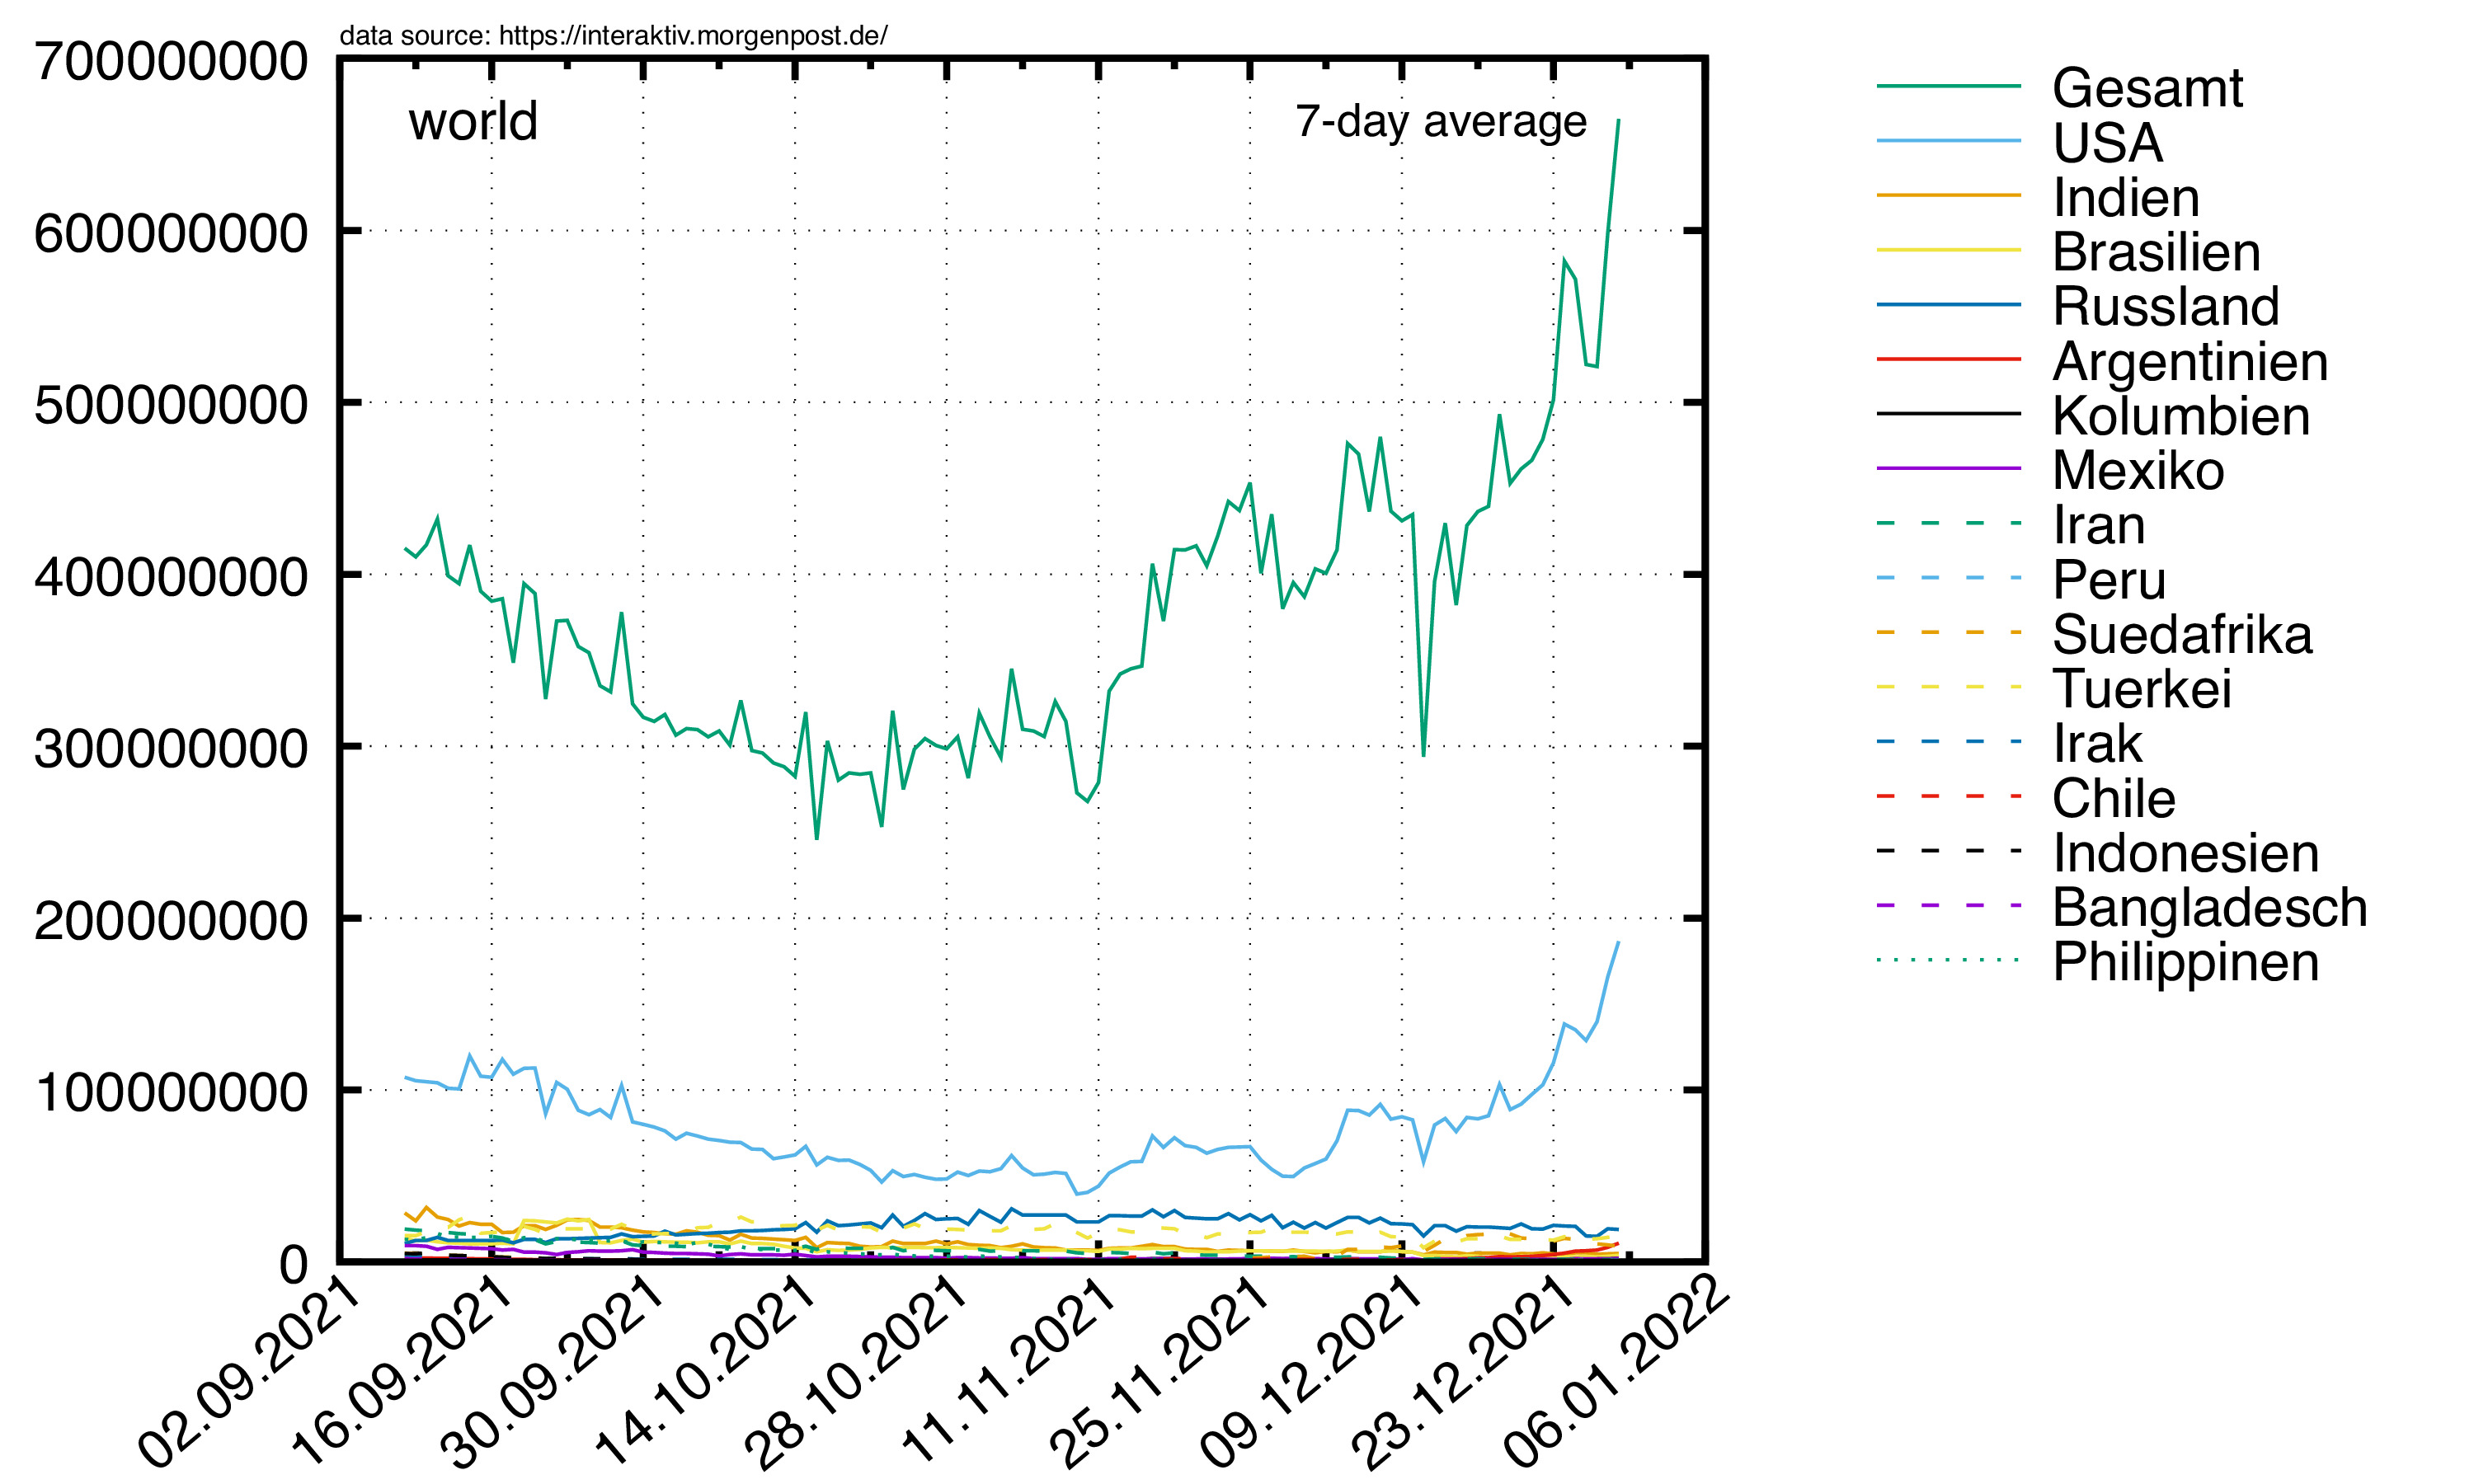 data source: https://interaktiv.morgenpost.de/
world
7-day average
700000000
600000000
500000000
400000000
300000000
200000000
100000000
0
02.09.2021
16.09.2021
30.09.2021
14.10.2021
28.10.2021
11.11.2021
25.11.2021
09.12.2021
23.12.2021
06.01.2022
Gesamt
USA
Indien
Brasilien
Russland
Argentinien
Kolumbien
Mexiko
Iran
Peru
Suedafrika
Tuerkei
Irak
Chile
Indonesien
Bangladesch
Philippinen